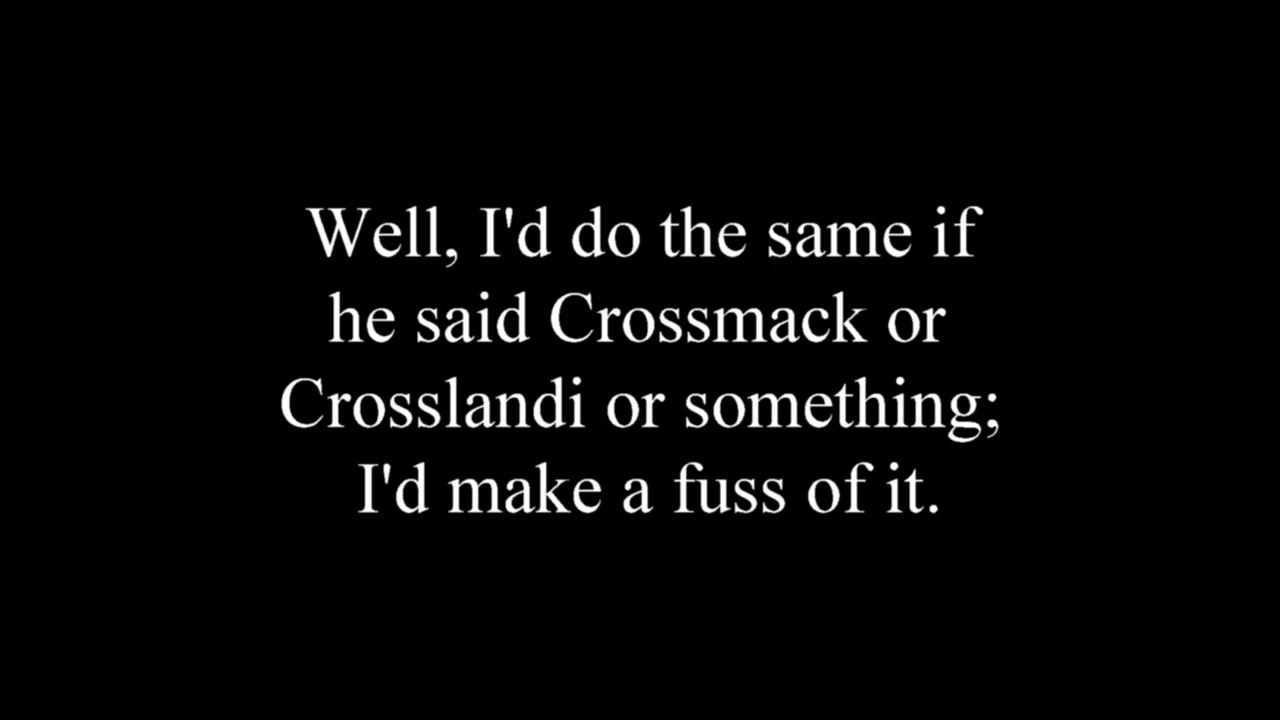 Well, I'd do the same if
he said Crossmack or
Crosslandi or something;
I'd make a fuss of it.